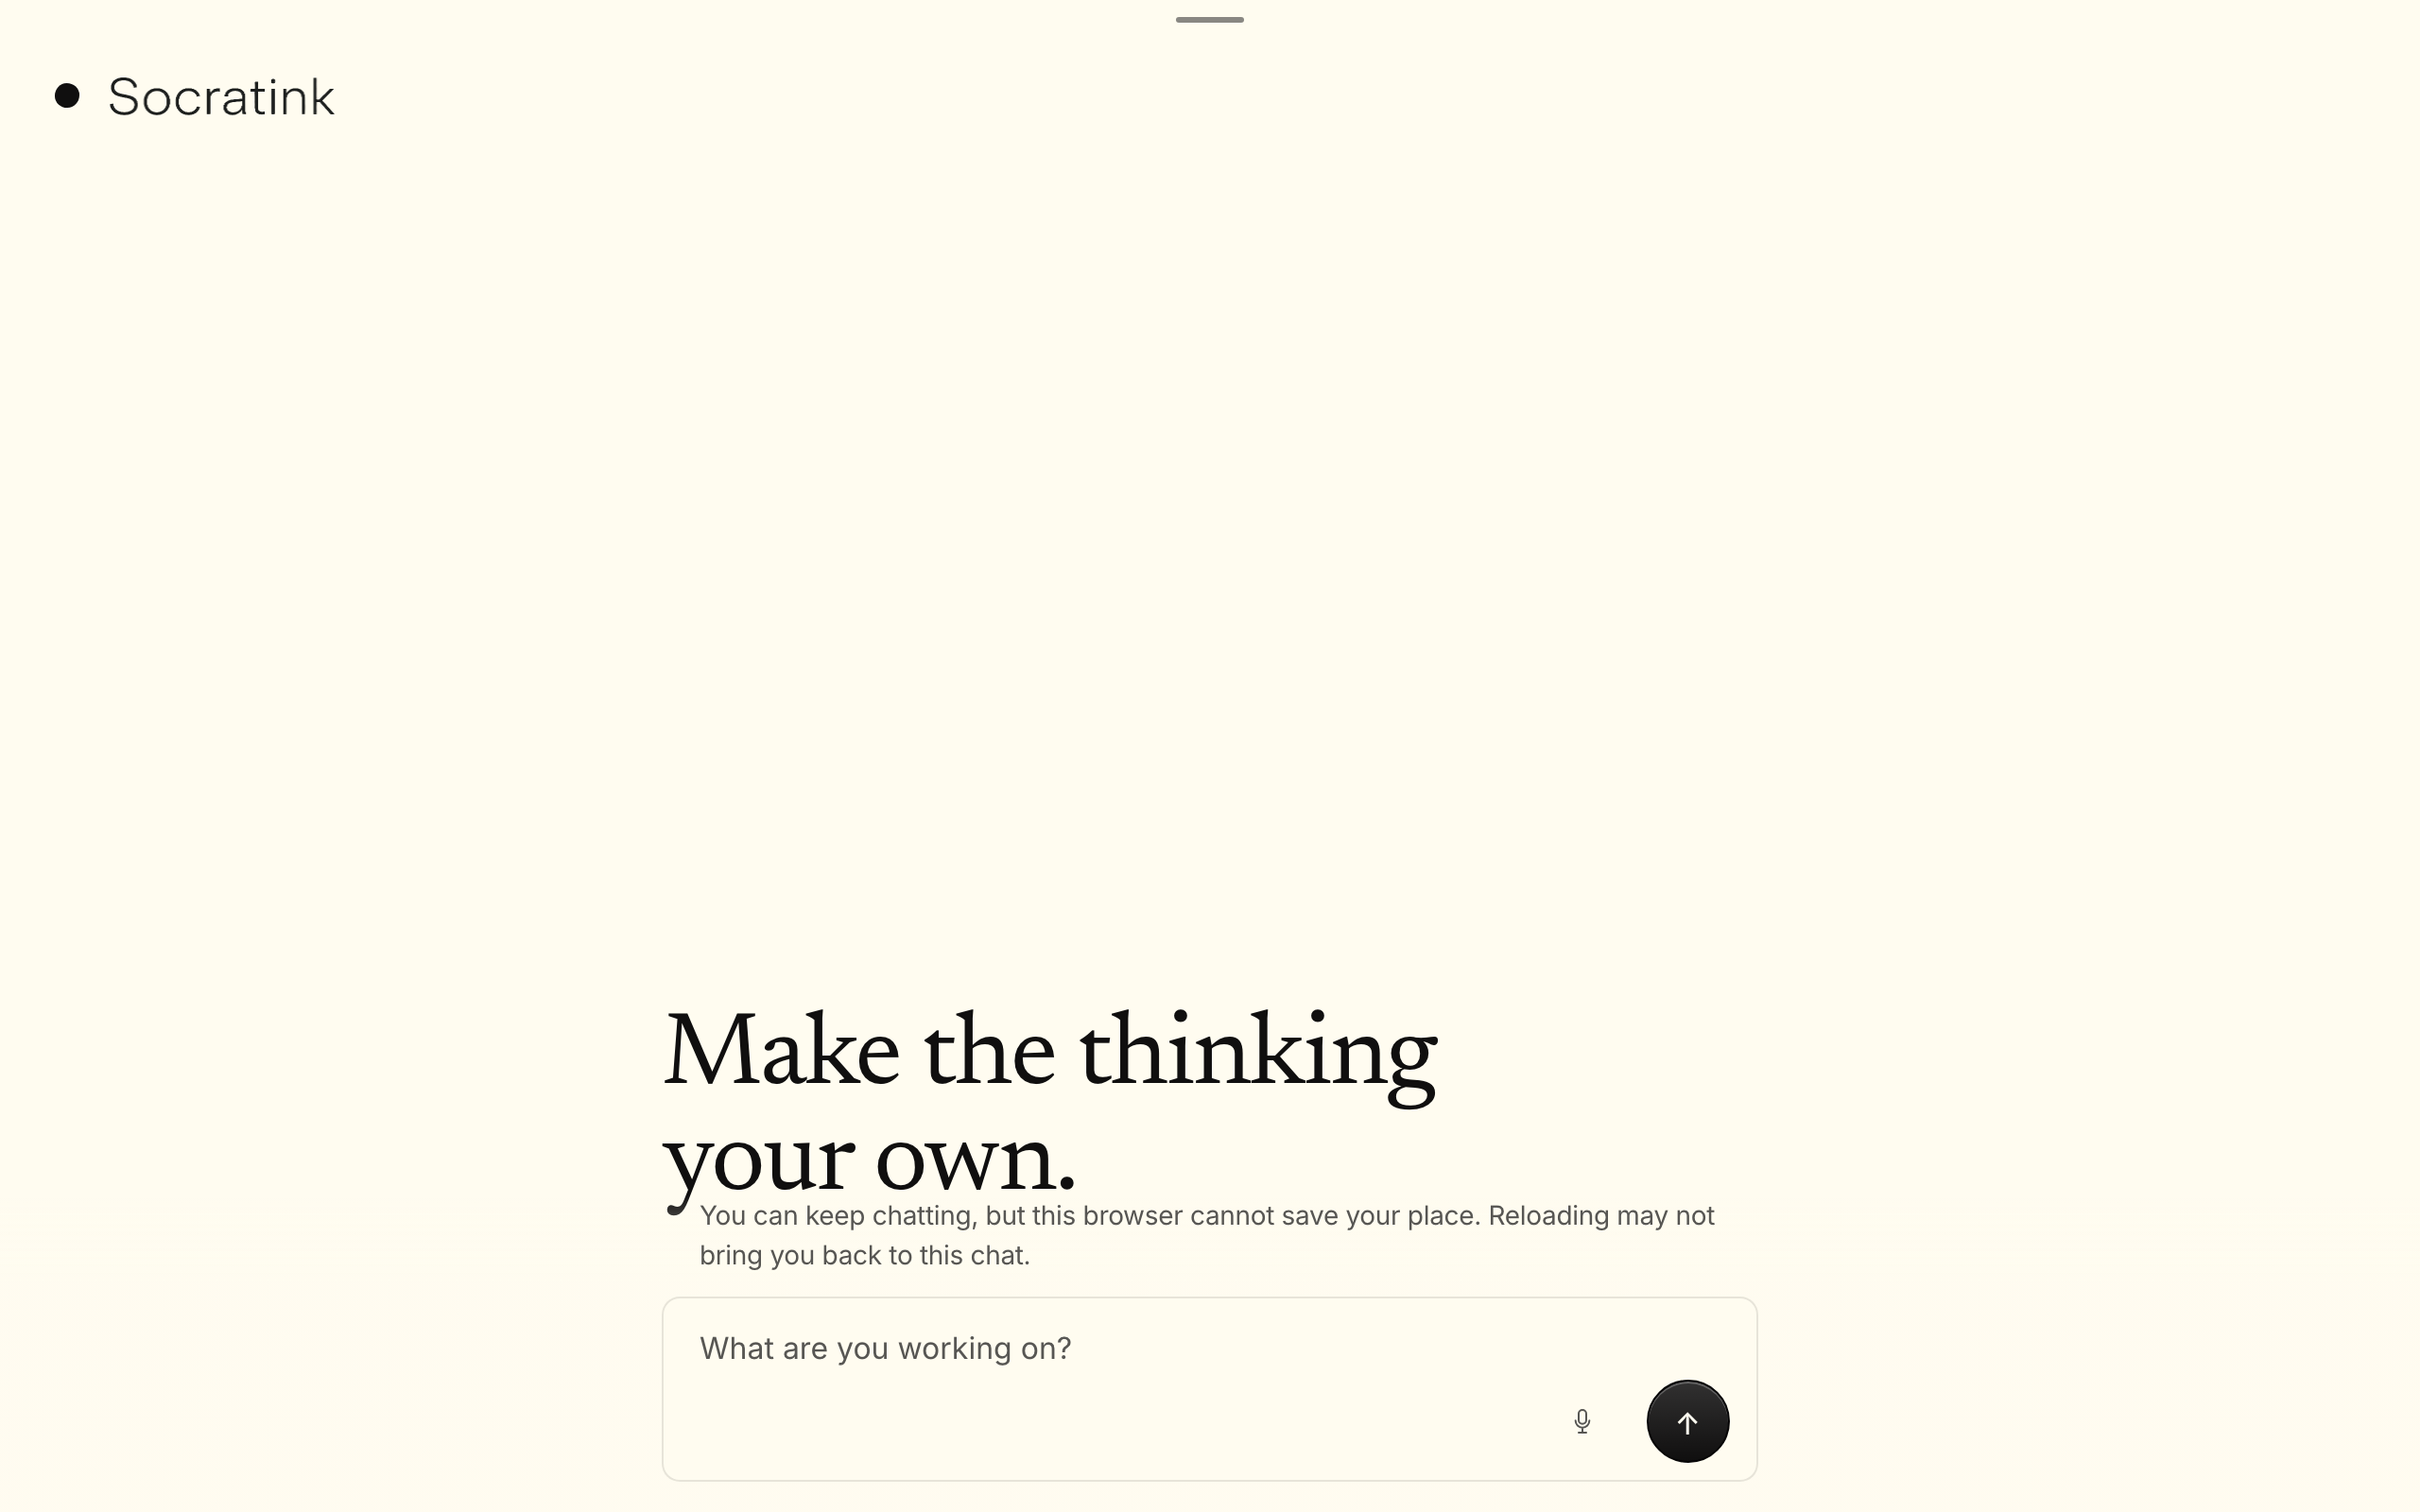 Socratink
Make the thinking
your own.
You can keep chatting, but this browser cannot save your place. Reloading may not
bring you back to this chat.
What are you working on?